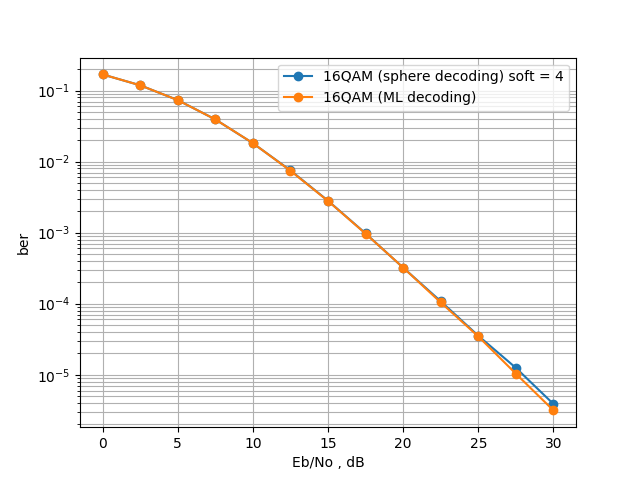 16QAM (sphere decoding) soft = 4
16QAM (ML decoding)
10⁻¹
10⁻²
10⁻³
10⁻⁴
10⁻⁵
ber
0 5 10 15 20 25 30
Eb/No , dB